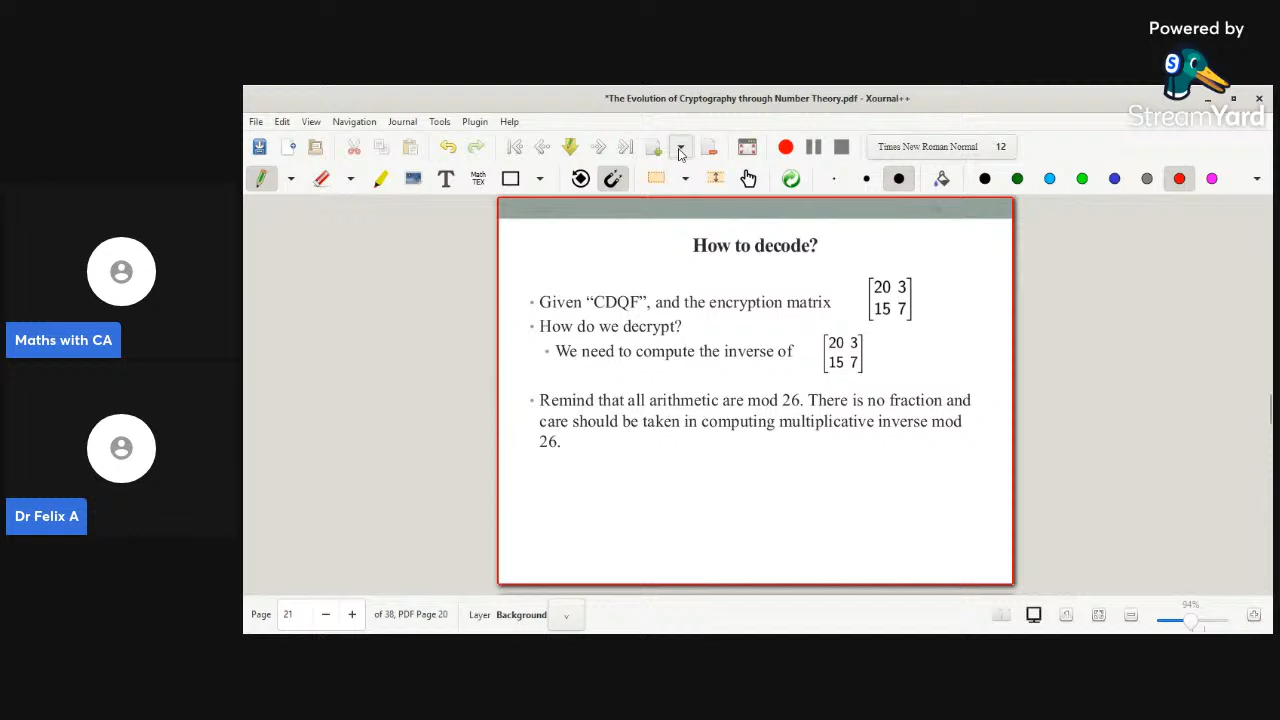 Powered by
S
StreamYard
*The Evolution of Cryptography through Number Theory.pdf - Xournal++
File Edit View Navigation Journal Tools Plugin Help
Times New Roman Normal 12
T Math TEX
How to decode?
• Given “CDQF”, and the encryption matrix [20 3
15 7]
• How do we decrypt?
• We need to compute the inverse of [20 3
15 7]
• Remind that all arithmetic are mod 26. There is no fraction and
care should be taken in computing multiplicative inverse mod
26.
Maths with CA
Dr Felix A
Page 21 − + of 38, PDF Page 20 Layer Background
94%